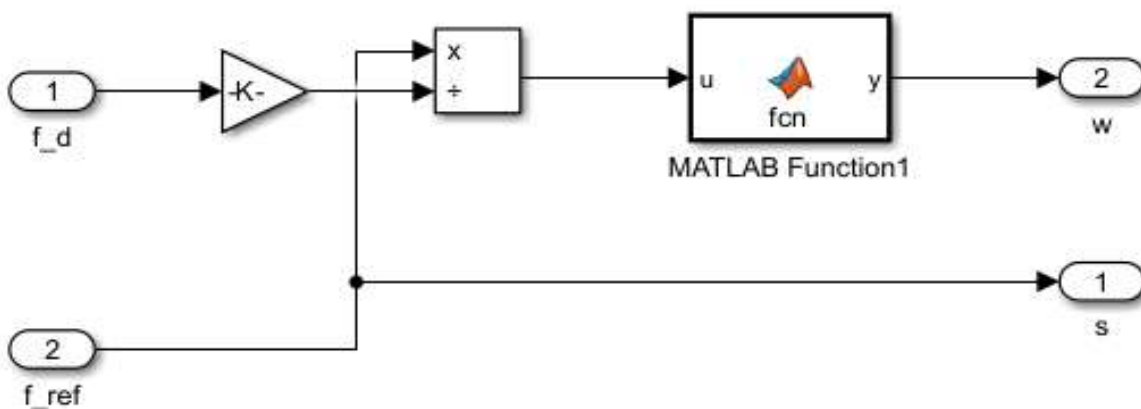 1
f_d
-K-
x
÷
u
fcn
y
MATLAB Function1
2
w
1
s
2
f_ref